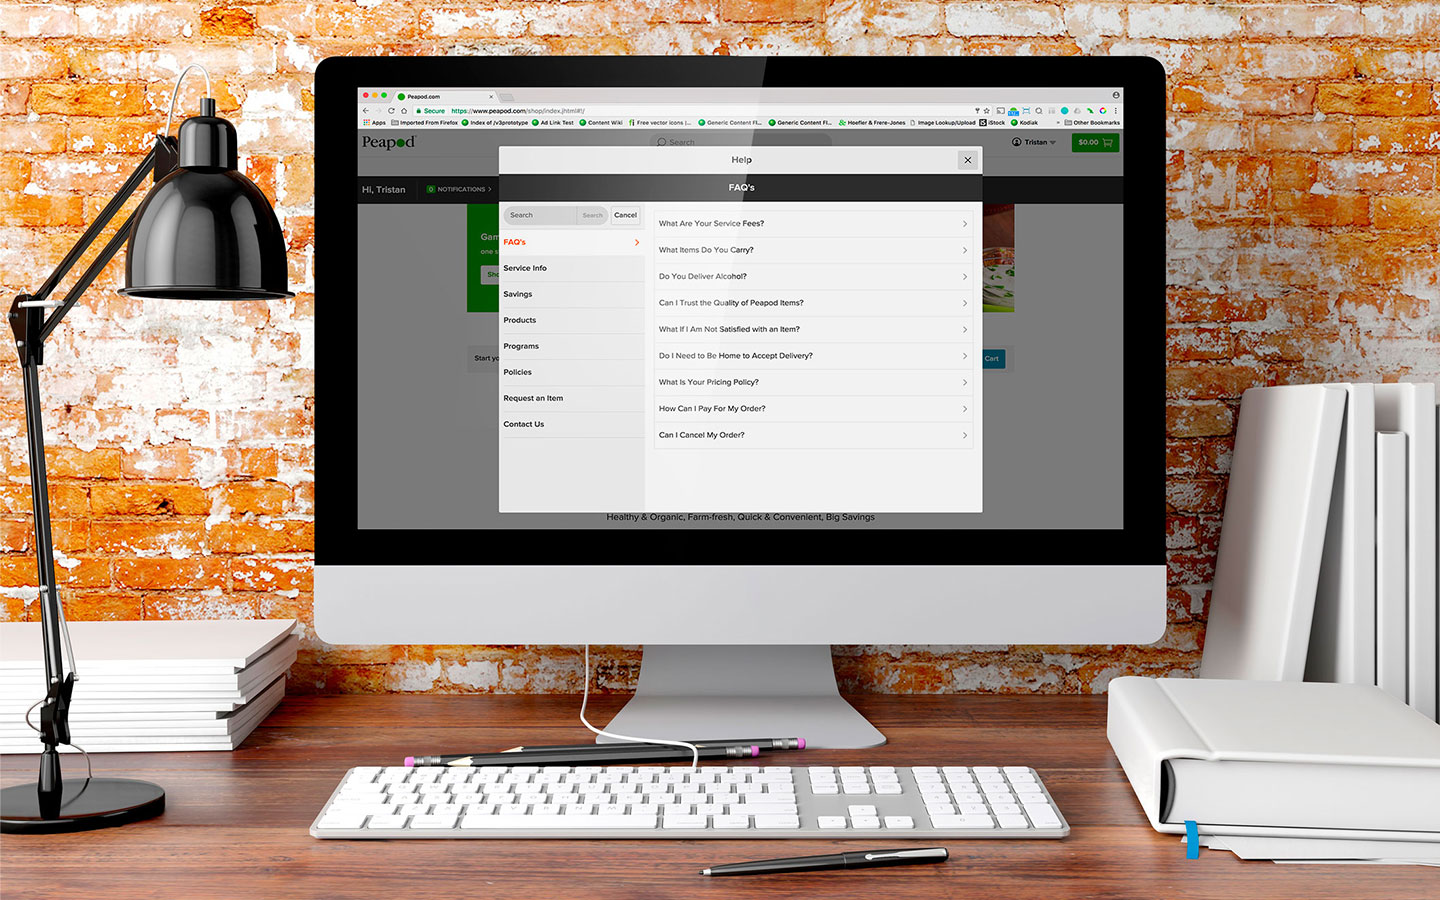 Peapod.com
Secure https://www.peapod.com/shop/index.jhtml#!/
Apps Imported From Firefox Index of /v3prototype Ad Link Test Content Wiki Free vector icons |... Generic Content Fl... Generic Content Fl... Hoefler & Frere-Jones Image Lookup/Upload iStock Kodiak » Other Bookmarks
Peapod
Search
Tristan
$0.00
Help
FAQ's
Hi, Tristan
0 NOTIFICATIONS
Search
Search
Cancel
FAQ's
Service Info
Savings
Products
Programs
Policies
Request an Item
Contact Us
What Are Your Service Fees?
What Items Do You Carry?
Do You Deliver Alcohol?
Can I Trust the Quality of Peapod Items?
What If I Am Not Satisfied with an Item?
Do I Need to Be Home to Accept Delivery?
What Is Your Pricing Policy?
How Can I Pay For My Order?
Can I Cancel My Order?
Gam
one s
Sho
Start yo
Cart
Healthy & Organic, Farm-fresh, Quick & Convenient, Big Savings